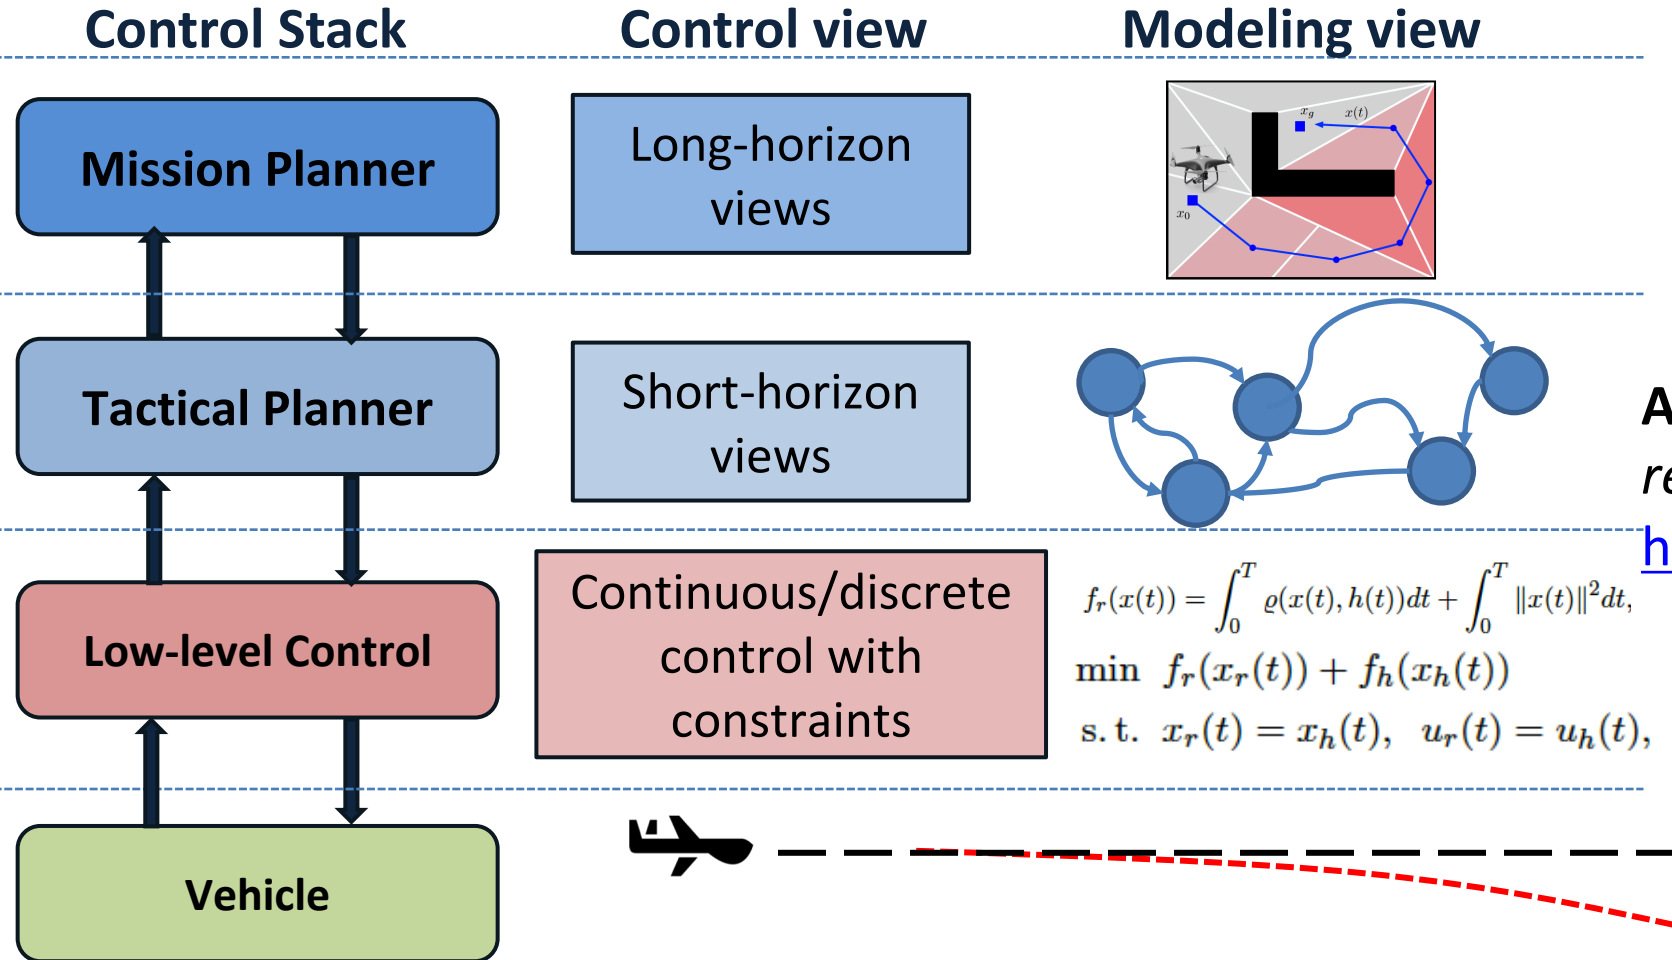 Control Stack
Control view
Modeling view
Mission Planner
Long-horizon
views
x_g
x(t)
x_0
Tactical Planner
Short-horizon
views
A
re
h
Low-level Control
Continuous/discrete
control with
constraints
f_r(x(t)) = ∫_0^T ϱ(x(t), h(t))dt + ∫_0^T ‖x(t)‖^2 dt,
min f_r(x_r(t)) + f_h(x_h(t))
s.t. x_r(t) = x_h(t), u_r(t) = u_h(t),
Vehicle